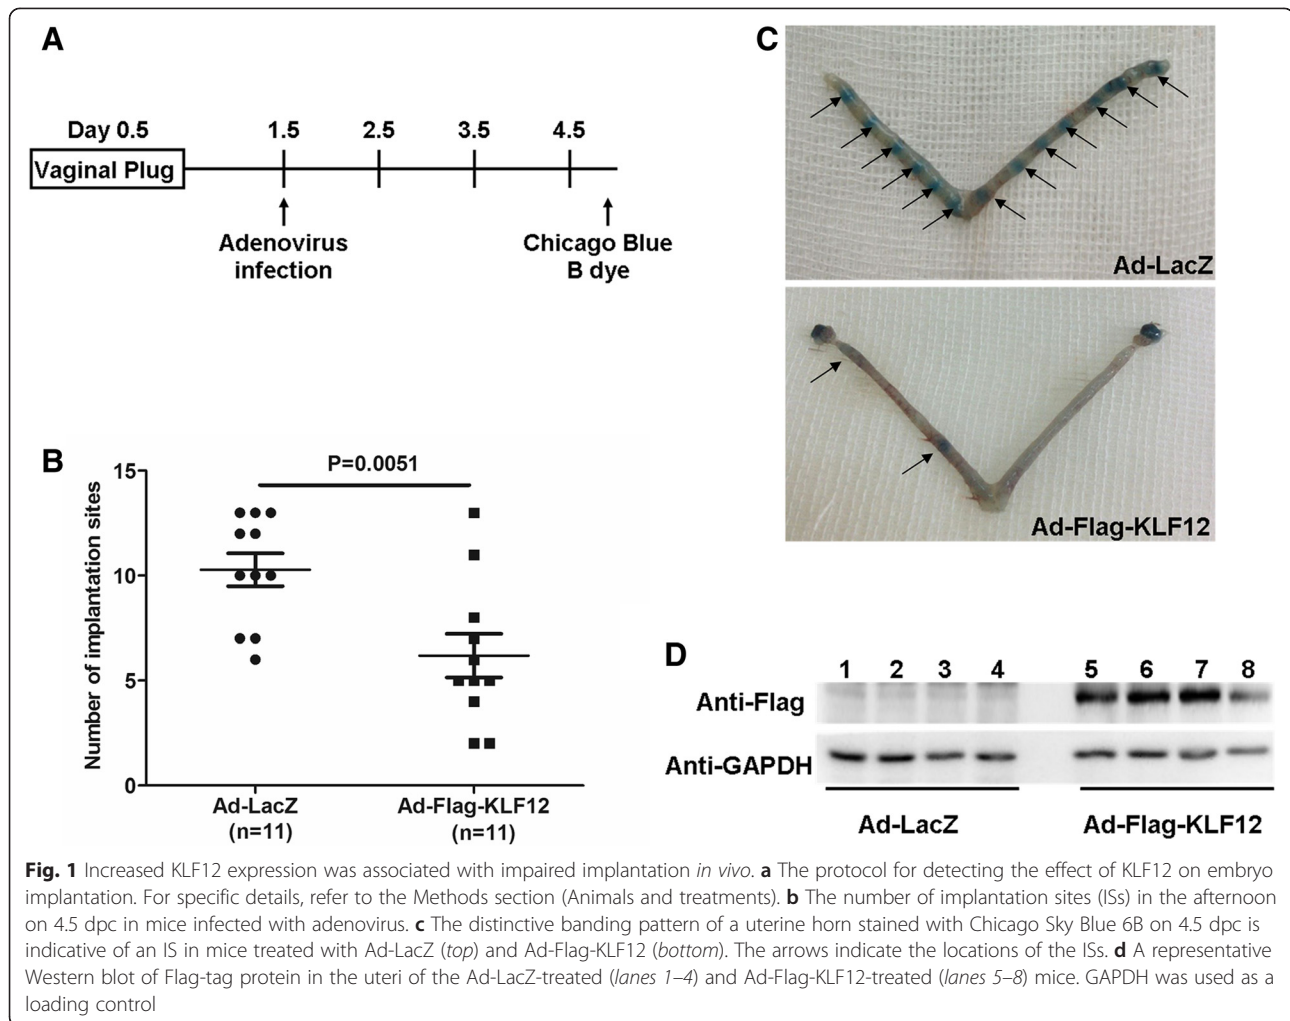 A
Day 0.5 1.5 2.5 3.5 4.5
Vaginal Plug
Adenovirus
infection
Chicago Blue
B dye
B
P=0.0051
Number of implantation sites
15
10
5
0
Ad-LacZ
(n=11)
Ad-Flag-KLF12
(n=11)
C
Ad-LacZ
Ad-Flag-KLF12
D
1 2 3 4 5 6 7 8
Anti-Flag
Anti-GAPDH
Ad-LacZ
Ad-Flag-KLF12
Fig. 1 Increased KLF12 expression was associated with impaired implantation in vivo. a The protocol for detecting the effect of KLF12 on embryo
implantation. For specific details, refer to the Methods section (Animals and treatments). b The number of implantation sites (ISs) in the afternoon
on 4.5 dpc in mice infected with adenovirus. c The distinctive banding pattern of a uterine horn stained with Chicago Sky Blue 6B on 4.5 dpc is
indicative of an IS in mice treated with Ad-LacZ (top) and Ad-Flag-KLF12 (bottom). The arrows indicate the locations of the ISs. d A representative
Western blot of Flag-tag protein in the uteri of the Ad-LacZ-treated (lanes 1–4) and Ad-Flag-KLF12-treated (lanes 5–8) mice. GAPDH was used as a
loading control